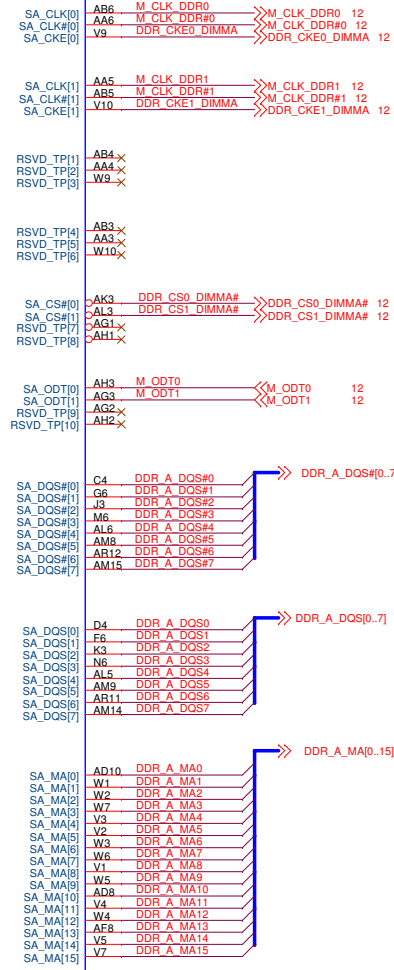 SA_CLK[0] AB6 M_CLK_DDR0 M_CLK_DDR0 12
SA_CLK#[0] AA6 M_CLK_DDR#0 M_CLK_DDR#0 12
SA_CKE[0] V9 DDR_CKE0_DIMMA DDR_CKE0_DIMMA 12
SA_CLK[1] AA5 M_CLK_DDR1 M_CLK_DDR1 12
SA_CLK#[1] AB5 M_CLK_DDR#1 M_CLK_DDR#1 12
SA_CKE[1] V10 DDR_CKE1_DIMMA DDR_CKE1_DIMMA 12
RSVD_TP[1] AB4
RSVD_TP[2] AA4
RSVD_TP[3] W9
RSVD_TP[4] AB3
RSVD_TP[5] AA3
RSVD_TP[6] W10
SA_CS#[0] AK3 DDR_CS0_DIMMA# DDR_CS0_DIMMA# 12
SA_CS#[1] AL3 DDR_CS1_DIMMA# DDR_CS1_DIMMA# 12
RSVD_TP[7] AG1
RSVD_TP[8] AH1
SA_ODT[0] AH3 M_ODT0 M_ODT0 12
SA_ODT[1] AG3 M_ODT1 M_ODT1 12
RSVD_TP[9] AG2
RSVD_TP[10] AH2
DDR_A_DQS#[0..7
SA_DQS#[0] C4 DDR_A_DQS#0
SA_DQS#[1] G6 DDR_A_DQS#1
SA_DQS#[2] J3 DDR_A_DQS#2
SA_DQS#[3] M6 DDR_A_DQS#3
SA_DQS#[4] AL6 DDR_A_DQS#4
SA_DQS#[5] AM8 DDR_A_DQS#5
SA_DQS#[6] AR12 DDR_A_DQS#6
SA_DQS#[7] AM15 DDR_A_DQS#7
DDR_A_DQS[0..7]
SA_DQS[0] D4 DDR_A_DQS0
SA_DQS[1] F6 DDR_A_DQS1
SA_DQS[2] K3 DDR_A_DQS2
SA_DQS[3] N6 DDR_A_DQS3
SA_DQS[4] AL5 DDR_A_DQS4
SA_DQS[5] AM9 DDR_A_DQS5
SA_DQS[6] AR11 DDR_A_DQS6
SA_DQS[7] AM14 DDR_A_DQS7
DDR_A_MA[0..15]
SA_MA[0] AD10 DDR_A_MA0
SA_MA[1] W1 DDR_A_MA1
SA_MA[2] W2 DDR_A_MA2
SA_MA[3] W7 DDR_A_MA3
SA_MA[4] V3 DDR_A_MA4
SA_MA[5] V2 DDR_A_MA5
SA_MA[6] W3 DDR_A_MA6
SA_MA[7] W6 DDR_A_MA7
SA_MA[8] V1 DDR_A_MA8
SA_MA[9] W5 DDR_A_MA9
SA_MA[10] AD8 DDR_A_MA10
SA_MA[11] V4 DDR_A_MA11
SA_MA[12] W4 DDR_A_MA12
SA_MA[13] AF8 DDR_A_MA13
SA_MA[14] V5 DDR_A_MA14
SA_MA[15] V7 DDR_A_MA15